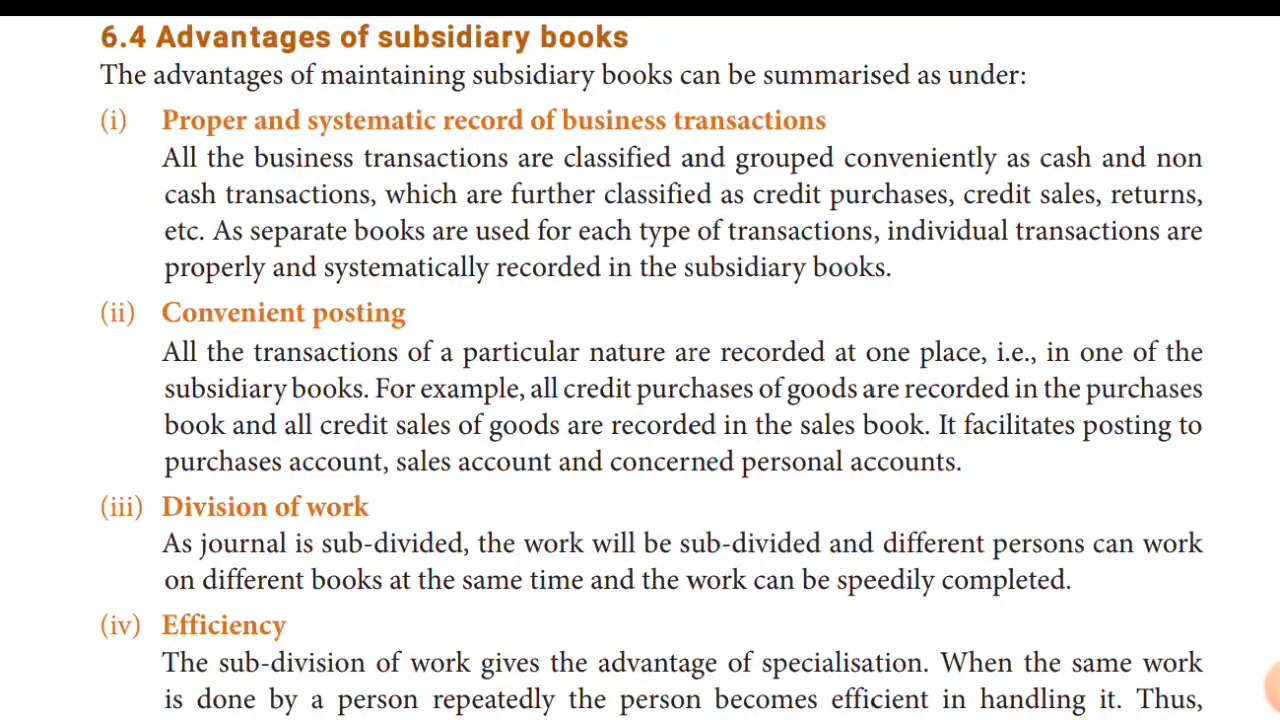 6.4 Advantages of subsidiary books
The advantages of maintaining subsidiary books can be summarised as under:
(i) Proper and systematic record of business transactions
All the business transactions are classified and grouped conveniently as cash and non
cash transactions, which are further classified as credit purchases, credit sales, returns,
etc. As separate books are used for each type of transactions, individual transactions are
properly and systematically recorded in the subsidiary books.
(ii) Convenient posting
All the transactions of a particular nature are recorded at one place, i.e., in one of the
subsidiary books. For example, all credit purchases of goods are recorded in the purchases
book and all credit sales of goods are recorded in the sales book. It facilitates posting to
purchases account, sales account and concerned personal accounts.
(iii) Division of work
As journal is sub-divided, the work will be sub-divided and different persons can work
on different books at the same time and the work can be speedily completed.
(iv) Efficiency
The sub-division of work gives the advantage of specialisation. When the same work
is done by a person repeatedly the person becomes efficient in handling it. Thus,